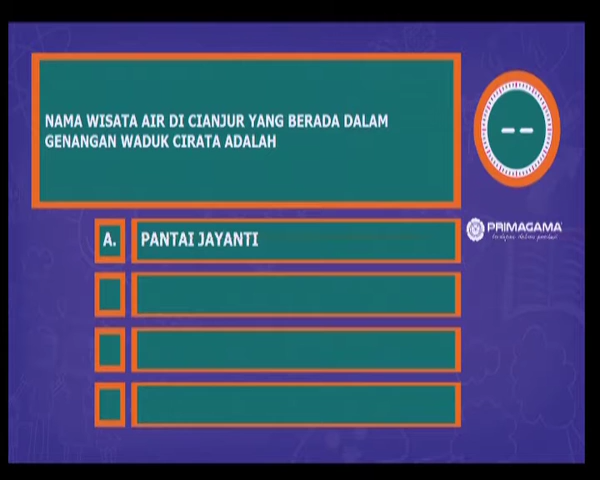 NAMA WISATA AIR DI CIANJUR YANG BERADA DALAM
GENANGAN WADUK CIRATA ADALAH
A. PANTAI JAYANTI
PRIMAGAMA